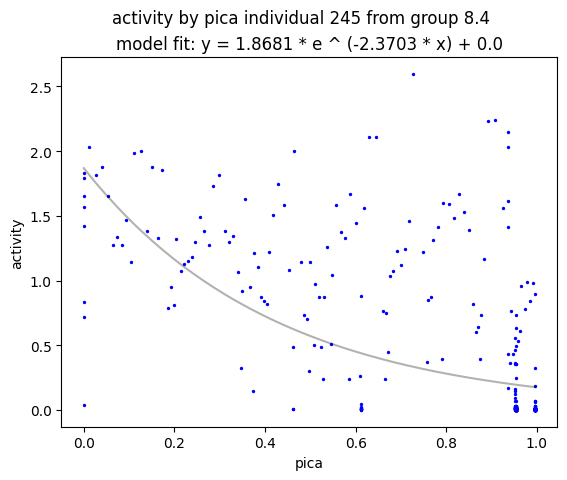 activity by pica individual 245 from group 8.4
model fit: y = 1.8681 * e ^ (-2.3703 * x) + 0.0
2.5
2.0
1.5
1.0
0.5
0.0
activity
0.0 0.2 0.4 0.6 0.8 1.0
pica